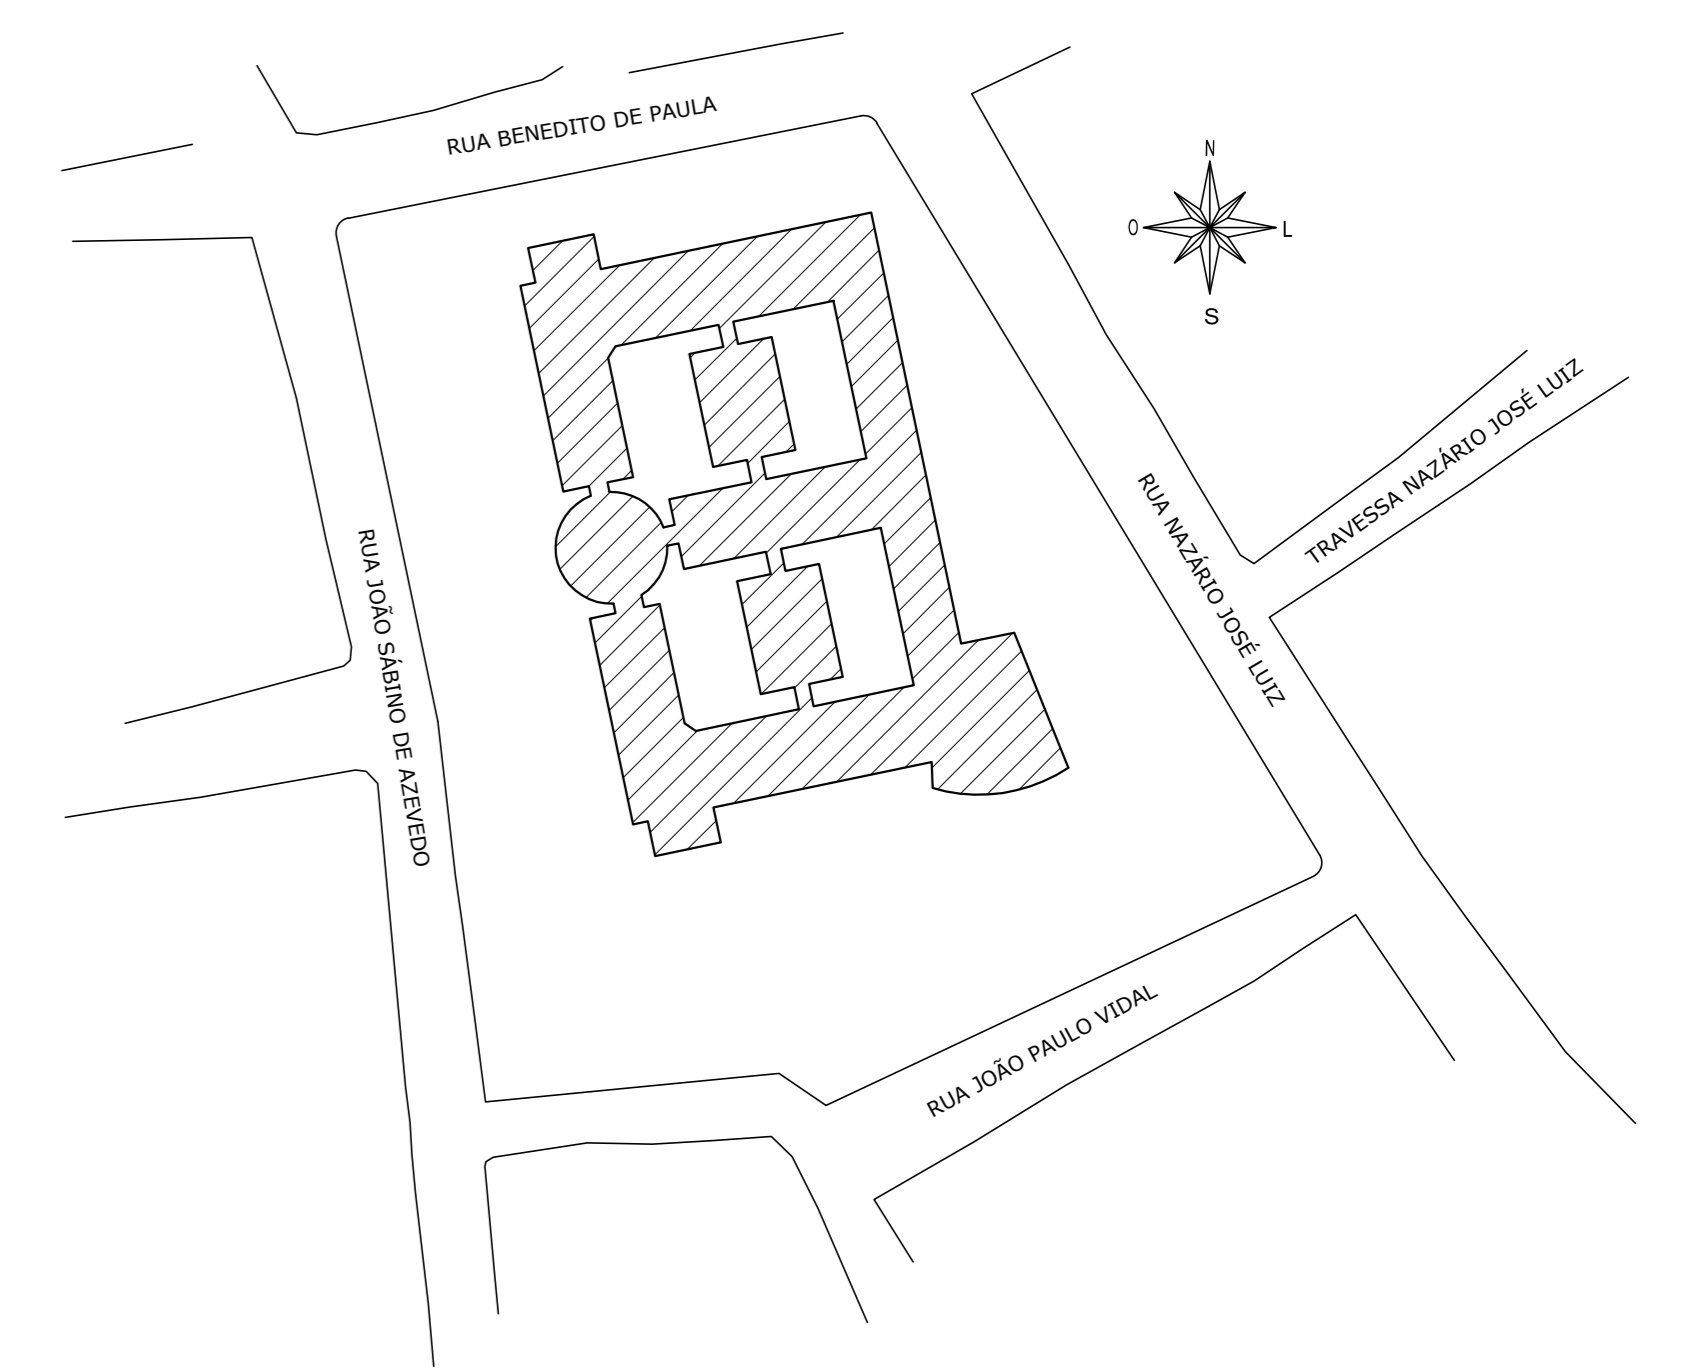 RUA BENEDITO DE PAULA
N
O
L
S
TRAVESSA NAZÁRIO JOSÉ LUIZ
RUA NAZÁRIO JOSÉ LUIZ
RUA JOÃO SÁBINO DE AZEVEDO
RUA JOÃO PAULO VIDAL